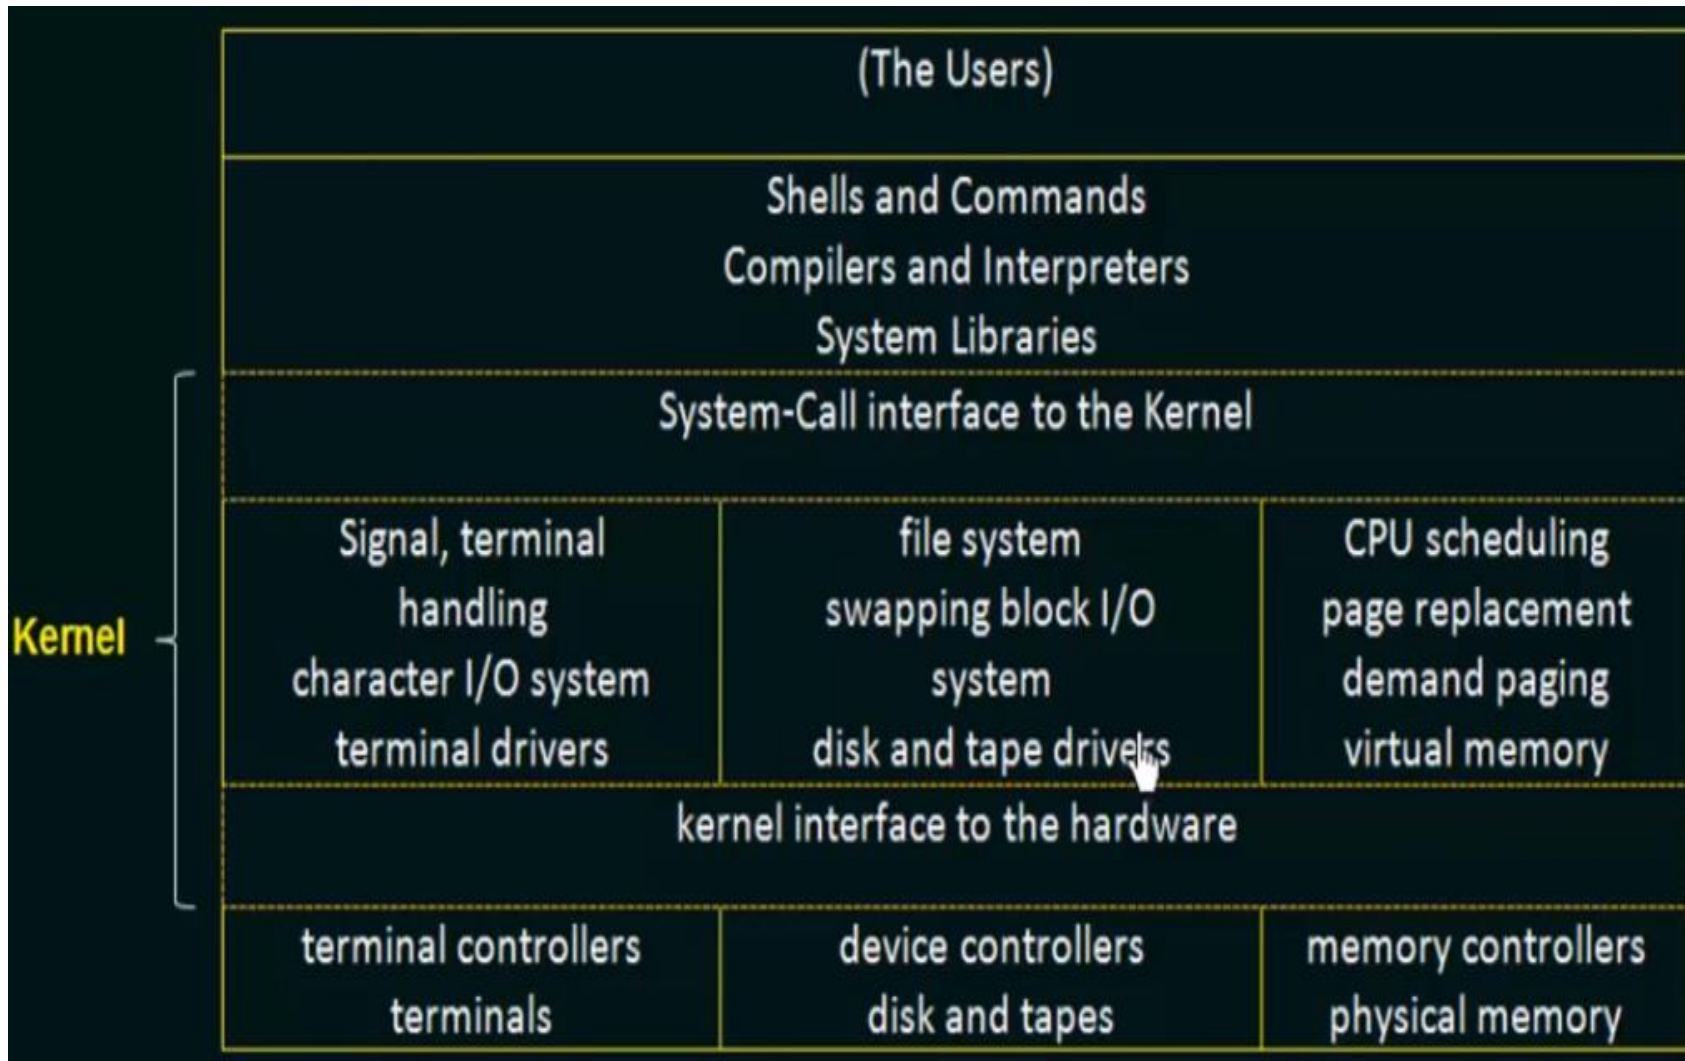 (The Users)
Shells and Commands
Compilers and Interpreters
System Libraries
System-Call interface to the Kernel
Kernel
Signal, terminal
handling
character I/O system
terminal drivers
file system
swapping block I/O
system
disk and tape drivers
CPU scheduling
page replacement
demand paging
virtual memory
kernel interface to the hardware
terminal controllers
terminals
device controllers
disk and tapes
memory controllers
physical memory